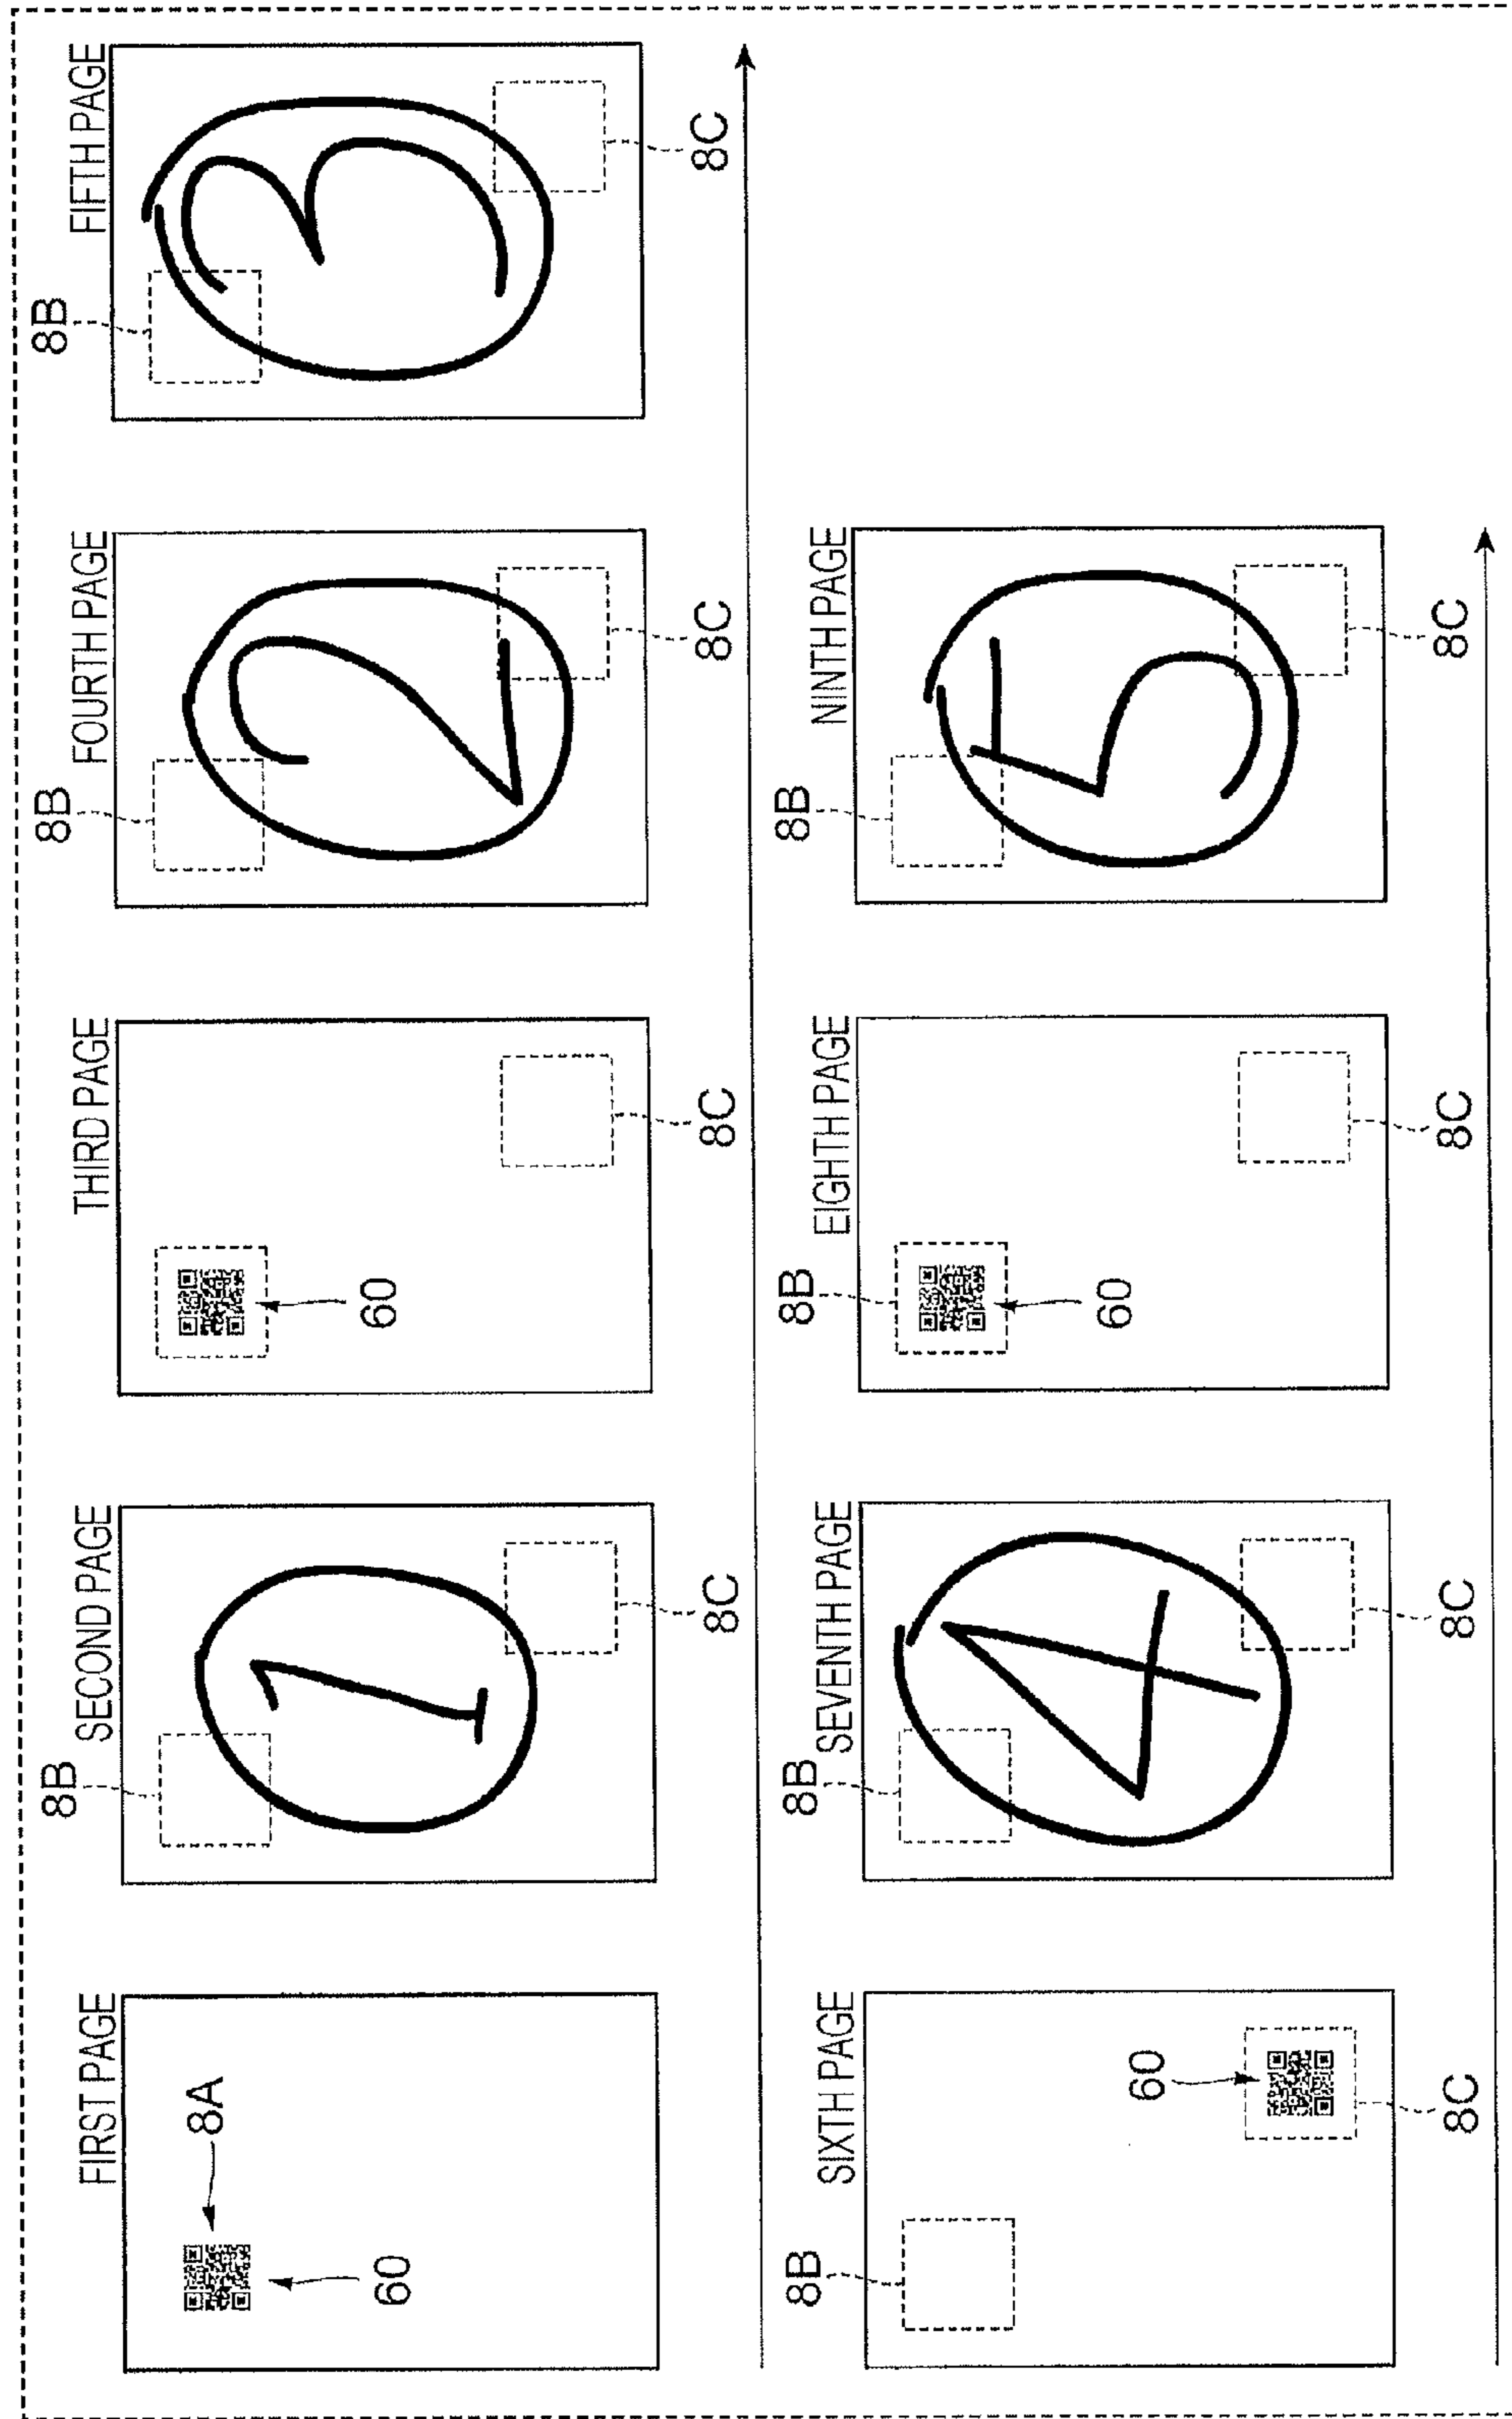 FIRST PAGE
8A
60
8B
SECOND PAGE
1
8C
THIRD PAGE
60
8C
8B
FOURTH PAGE
2
8C
8B
FIFTH PAGE
3
8C
SIXTH PAGE
8B
60
8C
8B
SEVENTH PAGE
4
8C
EIGHTH PAGE
8B
60
8C
8B
NINTH PAGE
5
8C